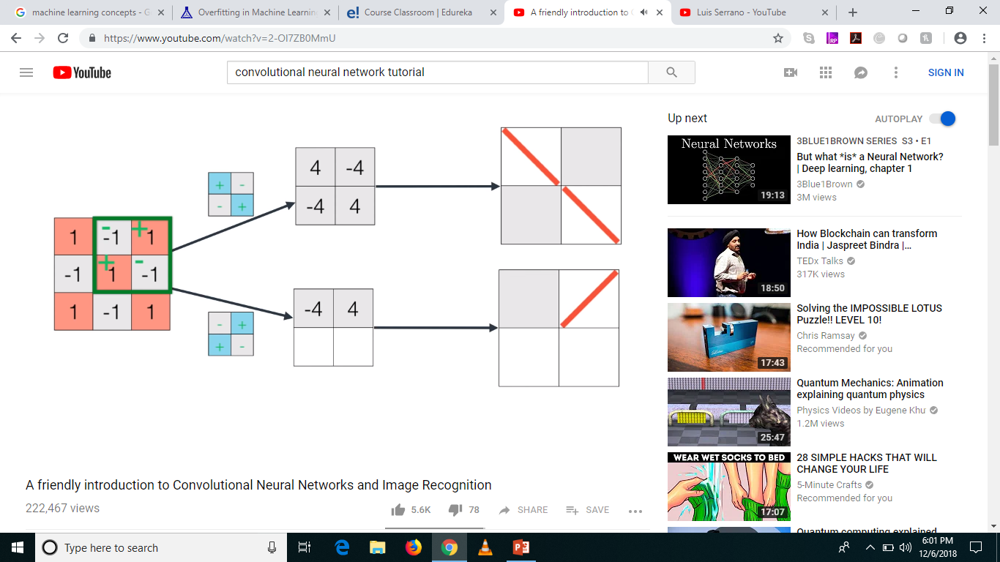 machine learning concepts - G
Overfitting in Machine Learnin
Course Classroom | Edureka
A friendly introduction to C
Luis Serrano - YouTube
https://www.youtube.com/watch?v=2-OI7ZB0MmU
YouTube
convolutional neural network tutorial
SIGN IN
+ -
- +
4 -4
-4 4
1 -1 1
- +
-1 1 -1
+ -
1 -1 1
- +
+ -
-4 4
Up next
AUTOPLAY
Neural Networks
19:13
3BLUE1BROWN SERIES S3 • E1
But what *is* a Neural Network?
| Deep learning, chapter 1
3Blue1Brown
3M views
18:50
How Blockchain can transform
India | Jaspreet Bindra |...
TEDx Talks
317K views
17:43
Solving the IMPOSSIBLE LOTUS
Puzzle!! LEVEL 10!
Chris Ramsay
Recommended for you
25:47
Quantum Mechanics: Animation
explaining quantum physics
Physics Videos by Eugene Khu
1.2M views
WEAR WET SOCKS TO BED
17:07
28 SIMPLE HACKS THAT WILL
CHANGE YOUR LIFE
5-Minute Crafts
Recommended for you
Quantum computing explained
A friendly introduction to Convolutional Neural Networks and Image Recognition
222,467 views
5.6K
78
SHARE
SAVE
Type here to search
6:01 PM
12/6/2018